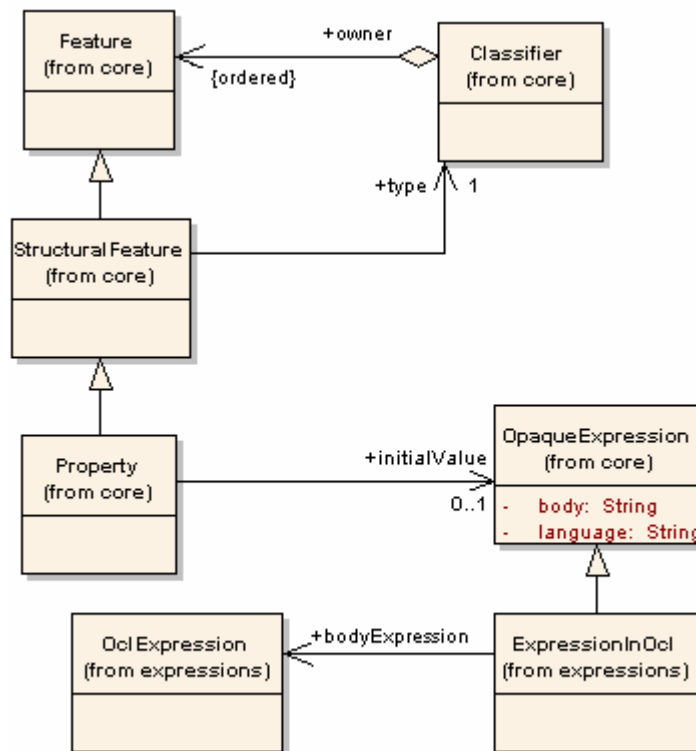 Feature
(from core)
+owner
{ordered}
Classifier
(from core)
+type 1
StructuralFeature
(from core)
Property
(from core)
+initialValue
0..1
OpaqueExpression
(from core)
- body: String
- language: String
OclExpression
(from expressions)
+bodyExpression
ExpressionInOcl
(from expressions)